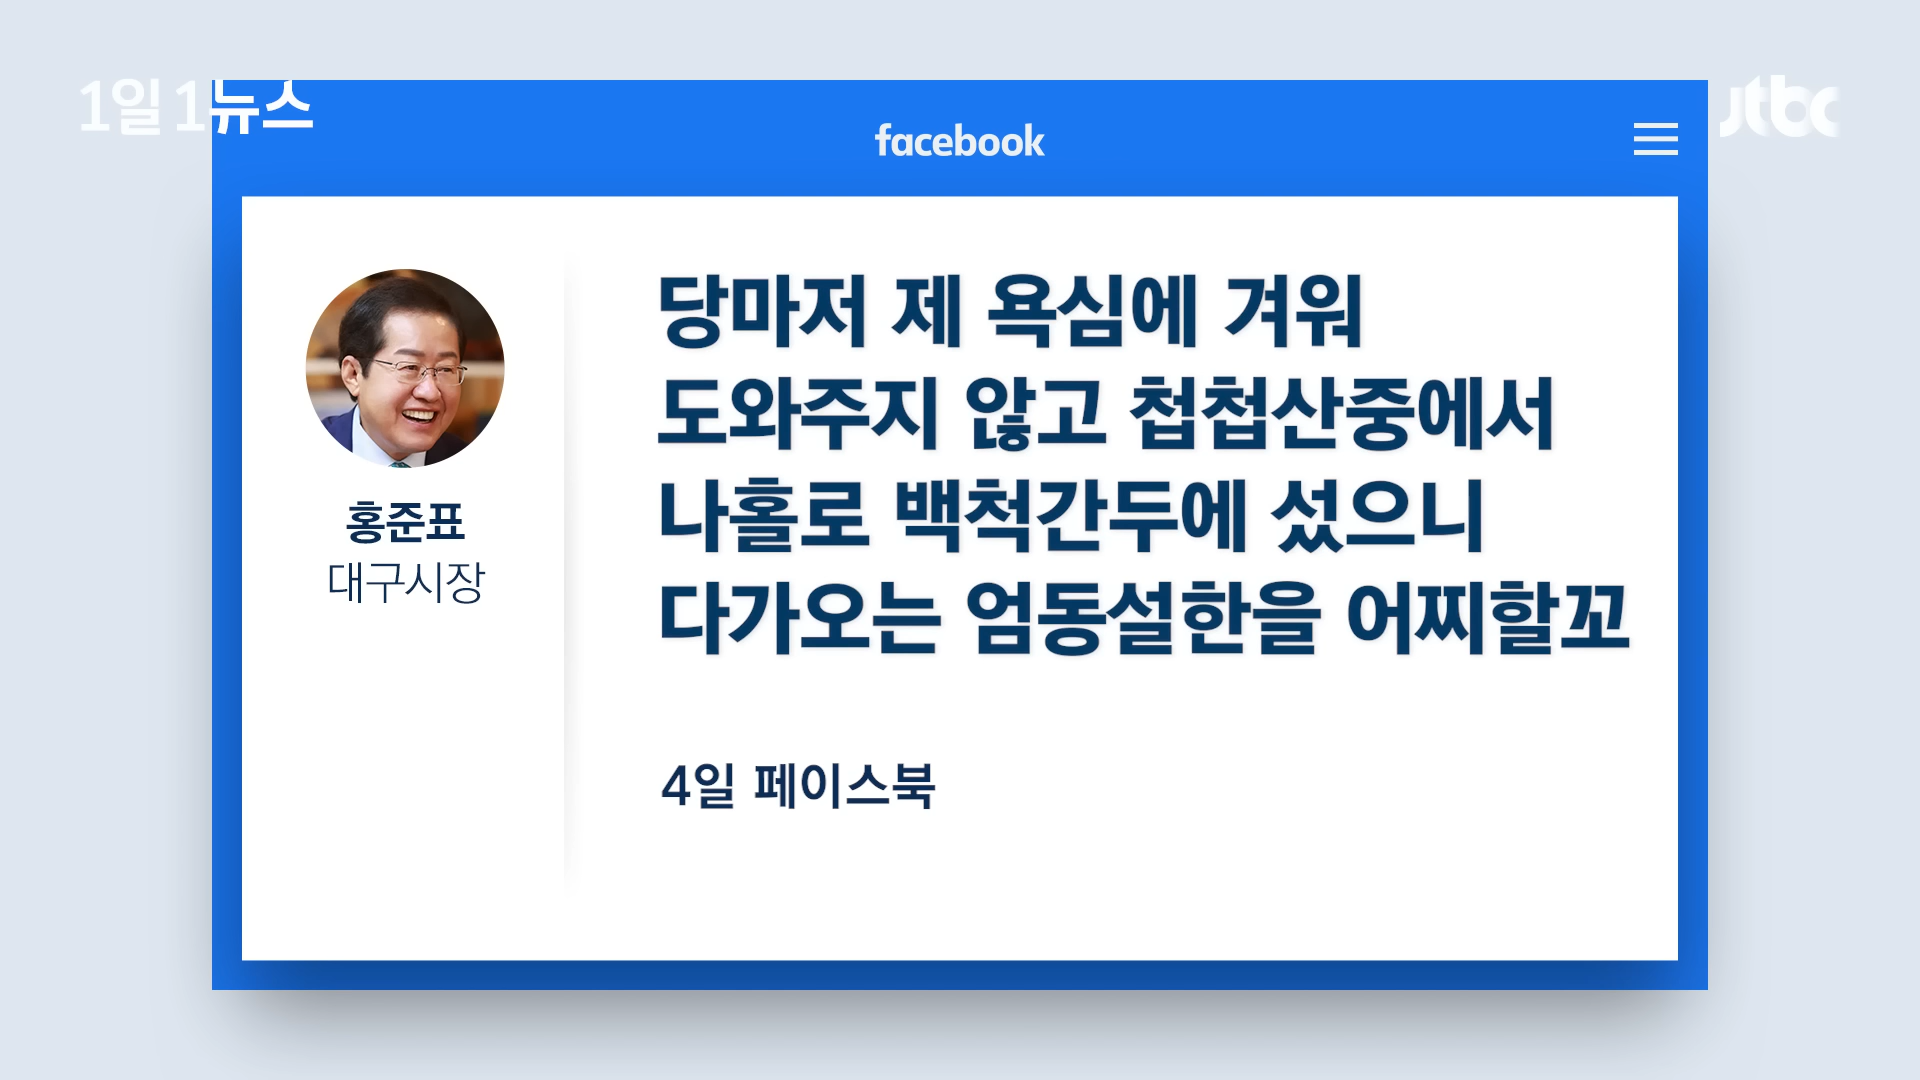 1일 1뉴스
facebook
jtbc
홍준표
대구시장
당마저 제 욕심에 겨워
도와주지 않고 첩첩산중에서
나홀로 백척간두에 섰으니
다가오는 엄동설한을 어찌할꼬
4일 페이스북